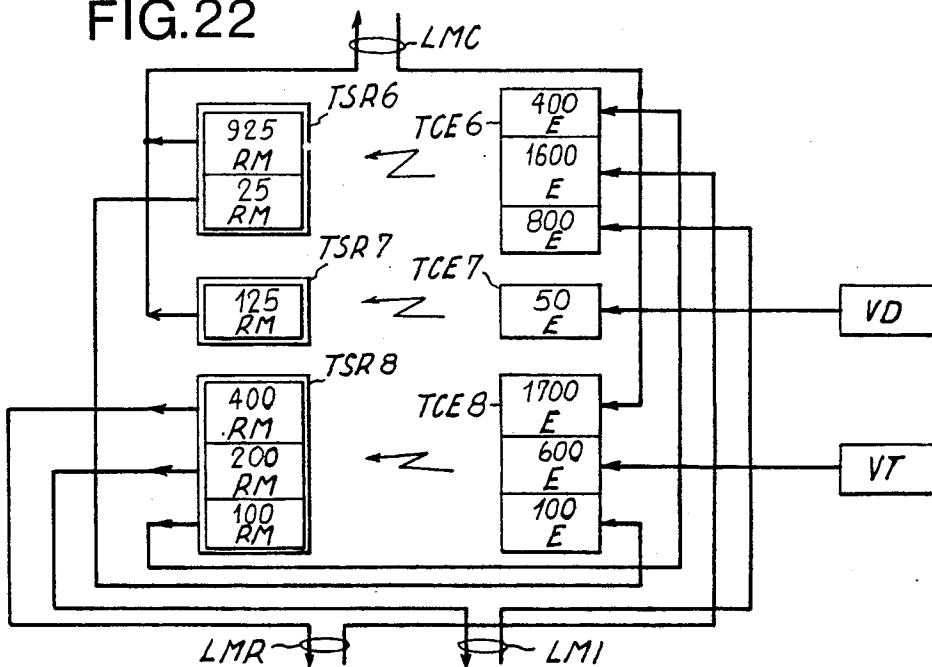 FIG.22
LMC
TSR6
925
RM
25
RM
TCE6
400
E
1600
E
800
E
TSR7
125
RM
TCE7
50
E
VD
TSR8
400
RM
200
RM
100
RM
TCE8
1700
E
600
E
100
E
VT
LMR
LMI